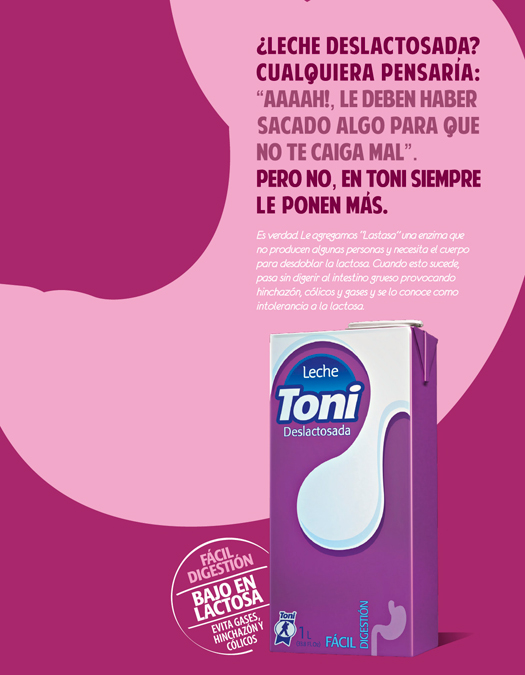 ¿LECHE DESLACTOSADA?
CUALQUIERA PENSARÍA:
“AAAAH!, LE DEBEN HABER
SACADO ALGO PARA QUE
NO TE CAIGA MAL”.
PERO NO, EN TONI SIEMPRE
LE PONEN MÁS.
Es verdad. Le agregamos “Lastasa” una enzima que
no producen algunas personas y necesita el cuerpo
para desdoblar la lactosa. Cuando esto sucede,
pasa sin digerir al intestino grueso provocando
hinchazón, cólicos y gases y se lo conoce como
intolerancia a la lactosa.
Leche
Toni
Deslactosada
FÁCIL
DIGESTIÓN
BAJO EN
LACTOSA
EVITA GASES,
HINCHAZÓN Y
CÓLICOS
Toni
1 L
FÁCIL
DIGESTIÓN